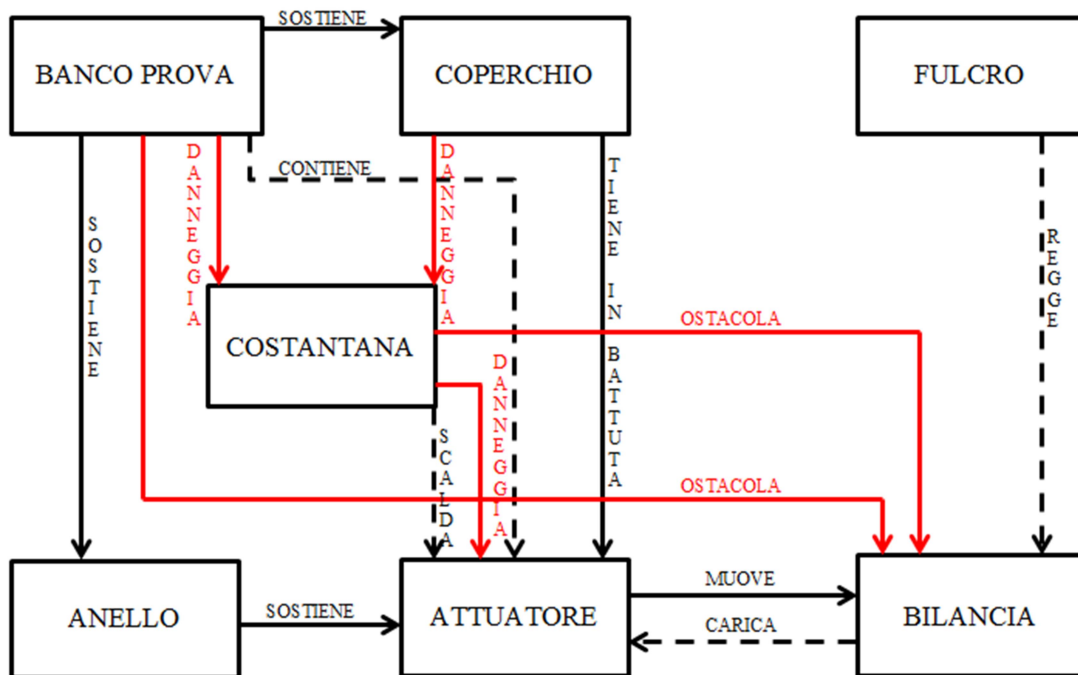 SOSTIENE
BANCO PROVA
COPERCHIO
FULCRO
DANNEGGIA
CONTIENE
DANNEGGIA
TIENE IN BATTUTA
SOSTIENE
REGGE
COSTANTANA
OSTACOLA
DANNEGGIA
SCALDA
OSTACOLA
ANELLO
SOSTIENE
ATTUATORE
MUOVE
CARICA
BILANCIA